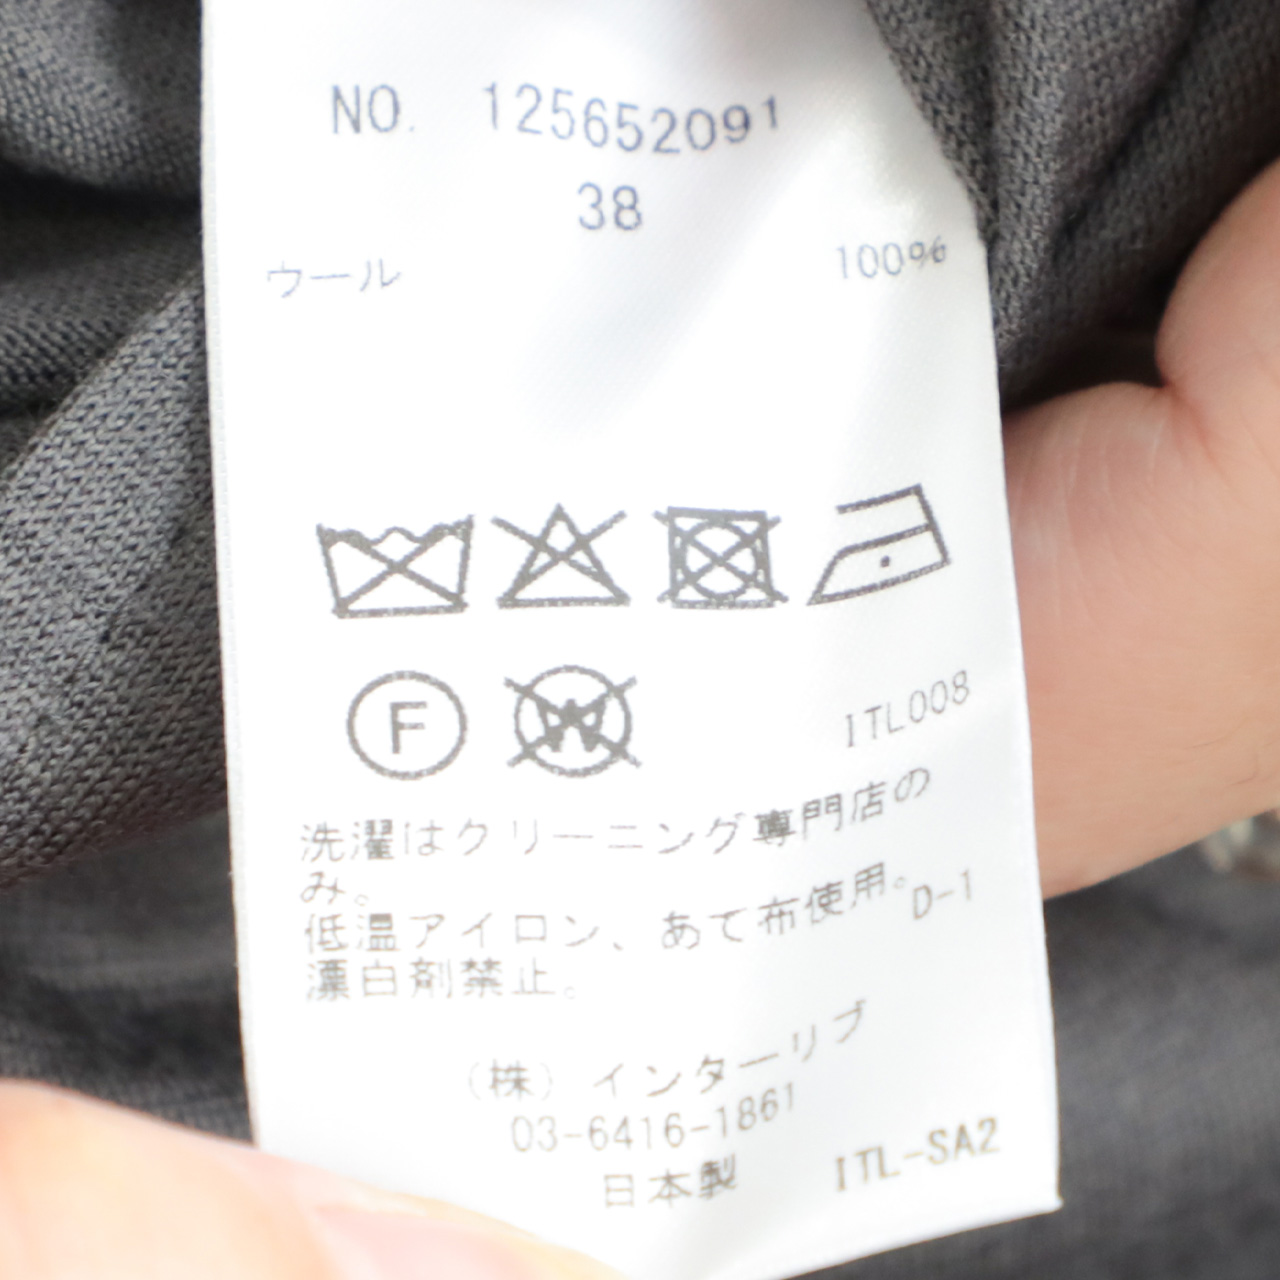 NO. 1256652091
38
ウール 100%
F W
ITL008
洗濯はクリーニング専門店の
み。
低温アイロン、あて布使用。
D-1
漂白剤禁止。
(株) インターリブ
03-6416-1861
日本製 ITL-SA2